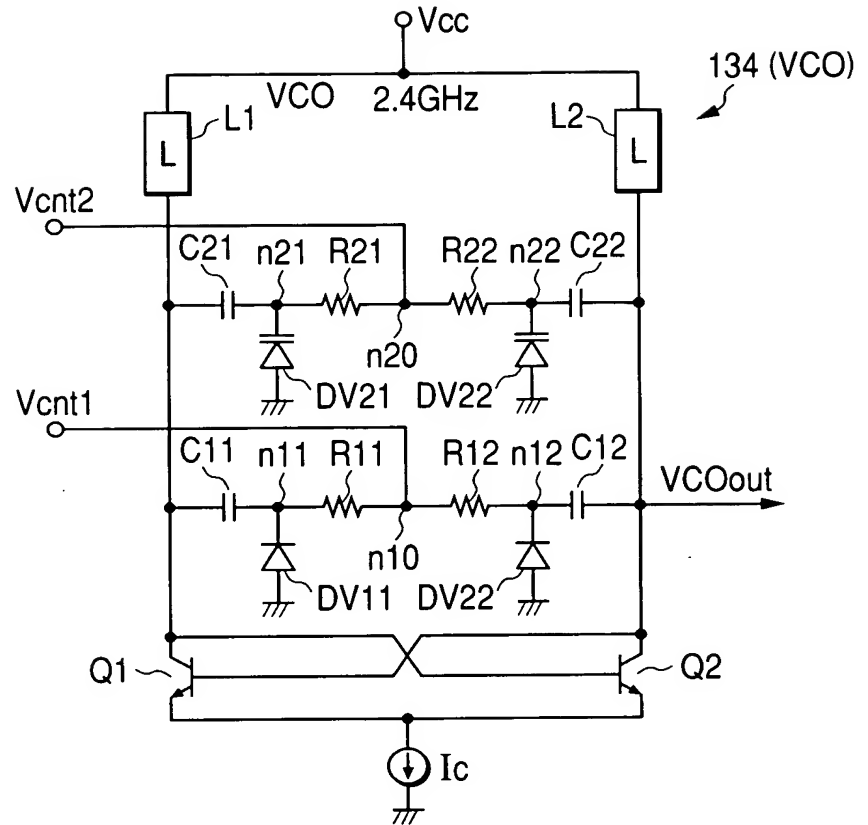 Vcc
134 (VCO)
VCO 2.4GHz
L1
L2
L
L
Vcnt2
C21
n21
R21
R22
n22
C22
n20
DV21
DV22
Vcnt1
C11
n11
R11
R12
n12
C12
VCOout
n10
DV11
DV22
Q1
Q2
Ic